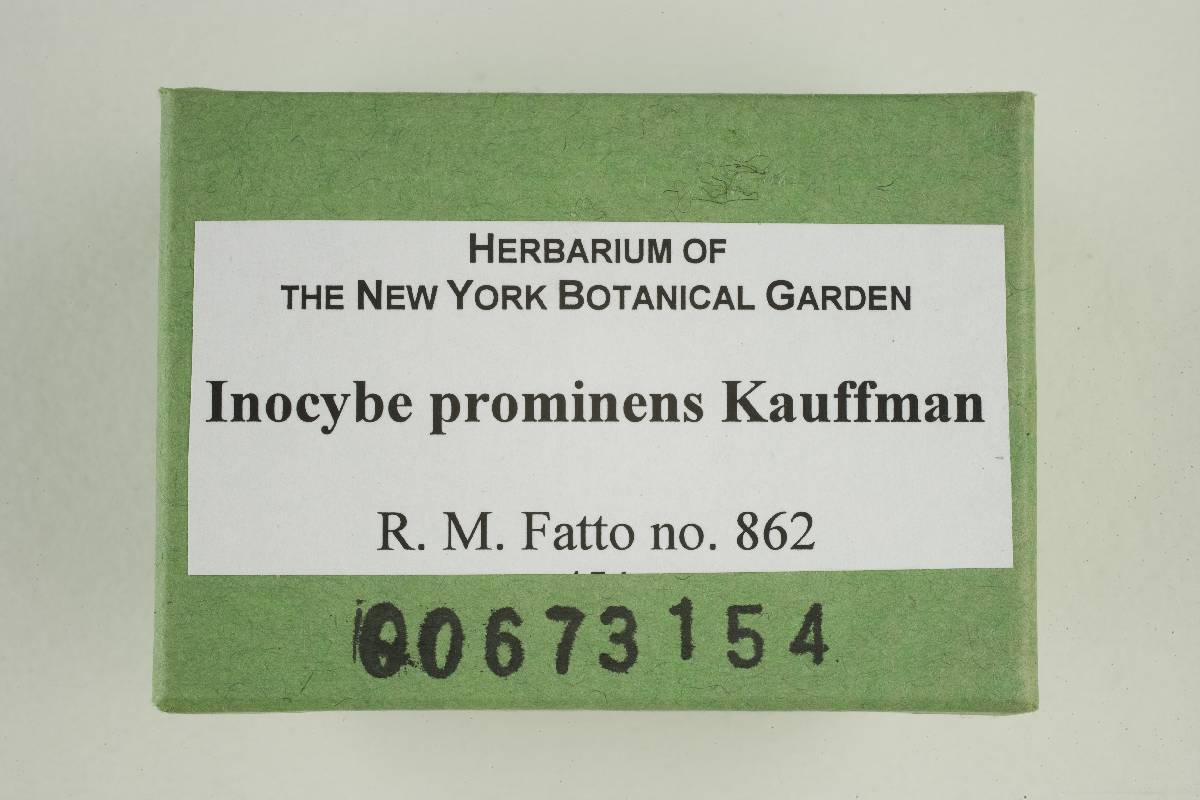 HERBARIUM OF
THE NEW YORK BOTANICAL GARDEN
Inocybe prominens Kauffman
R. M. Fatto no. 862
00673154